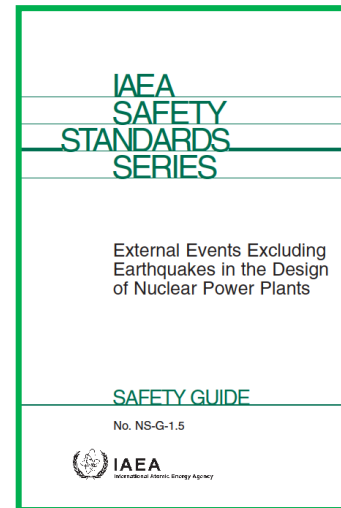 IAEA
SAFETY
STANDARDS
SERIES
External Events Excluding
Earthquakes in the Design
of Nuclear Power Plants
SAFETY GUIDE
No. NS-G-1.5
IAEA
International Atomic Energy Agency